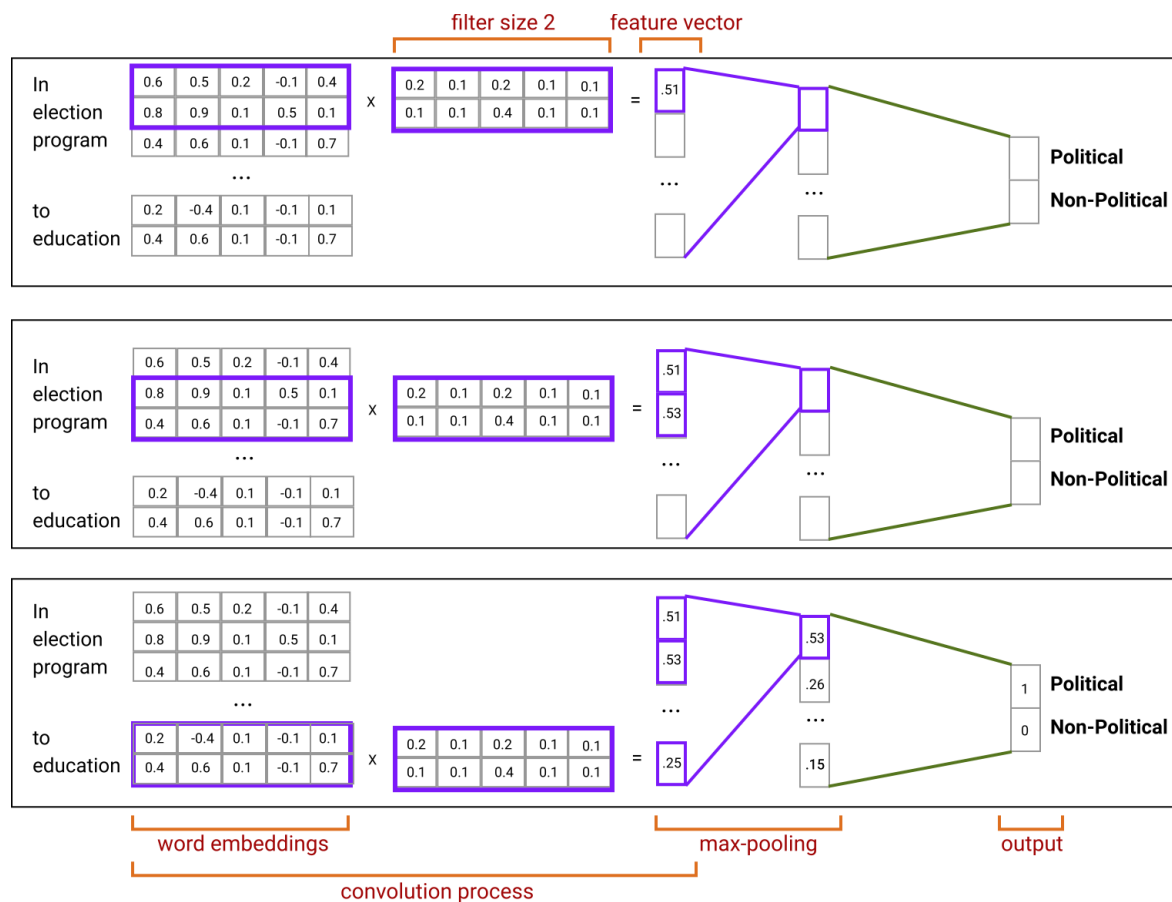 filter size 2 feature vector
In 0.6 0.5 0.2 -0.1 0.4 0.2 0.1 0.2 0.1 0.1 .51
election 0.8 0.9 0.1 0.5 0.1 x 0.1 0.1 0.4 0.1 0.1 =
program 0.4 0.6 0.1 -0.1 0.7 Political
... ... ...
to 0.2 -0.4 0.1 -0.1 0.1 Non-Political
education 0.4 0.6 0.1 -0.1 0.7
In 0.6 0.5 0.2 -0.1 0.4 .51
election 0.8 0.9 0.1 0.5 0.1 x 0.2 0.1 0.2 0.1 0.1 =
program 0.4 0.6 0.1 -0.1 0.7 0.1 0.1 0.4 0.1 0.1 .53 Political
... ... ...
to 0.2 -0.4 0.1 -0.1 0.1 Non-Political
education 0.4 0.6 0.1 -0.1 0.7
In 0.6 0.5 0.2 -0.1 0.4 .51
election 0.8 0.9 0.1 0.5 0.1 .53
program 0.4 0.6 0.1 -0.1 0.7 .53 .26 1 Political
... ... ...
to 0.2 -0.4 0.1 -0.1 0.1 0.2 0.1 0.2 0.1 0.1 0 Non-Political
education 0.4 0.6 0.1 -0.1 0.7 x 0.1 0.1 0.4 0.1 0.1 = .25 .15
word embeddings max-pooling output
convolution process